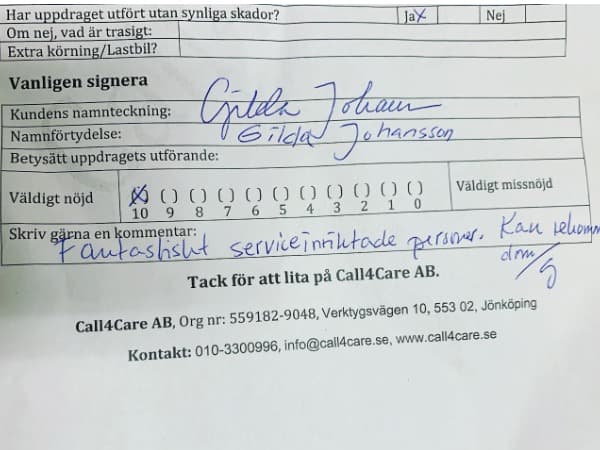 Har uppdraget utfört utan synliga skador? Ja X Nej
Om nej, vad är trasigt:
Extra körning/Lastbil?
Vanligen signera
Kundens namnteckning: Gilda Johans
Namnförtydelse: Gilda Johansson
Betysätt uppdragets utförande:
Väldigt nöjd (X) ( ) ( ) ( ) ( ) ( ) ( ) ( ) ( ) ( ) ( ) Väldigt missnöjd
10 9 8 7 6 5 4 3 2 1 0
Skriv gärna en kommentar:
Fantastiskt serviceinriktade personer. Kan rekomm
dom/G
Tack för att lita på Call4Care AB.
Call4Care AB, Org nr: 559182-9048, Verktygsvägen 10, 553 02, Jönköping
Kontakt: 010-3300996, info@call4care.se, www.call4care.se